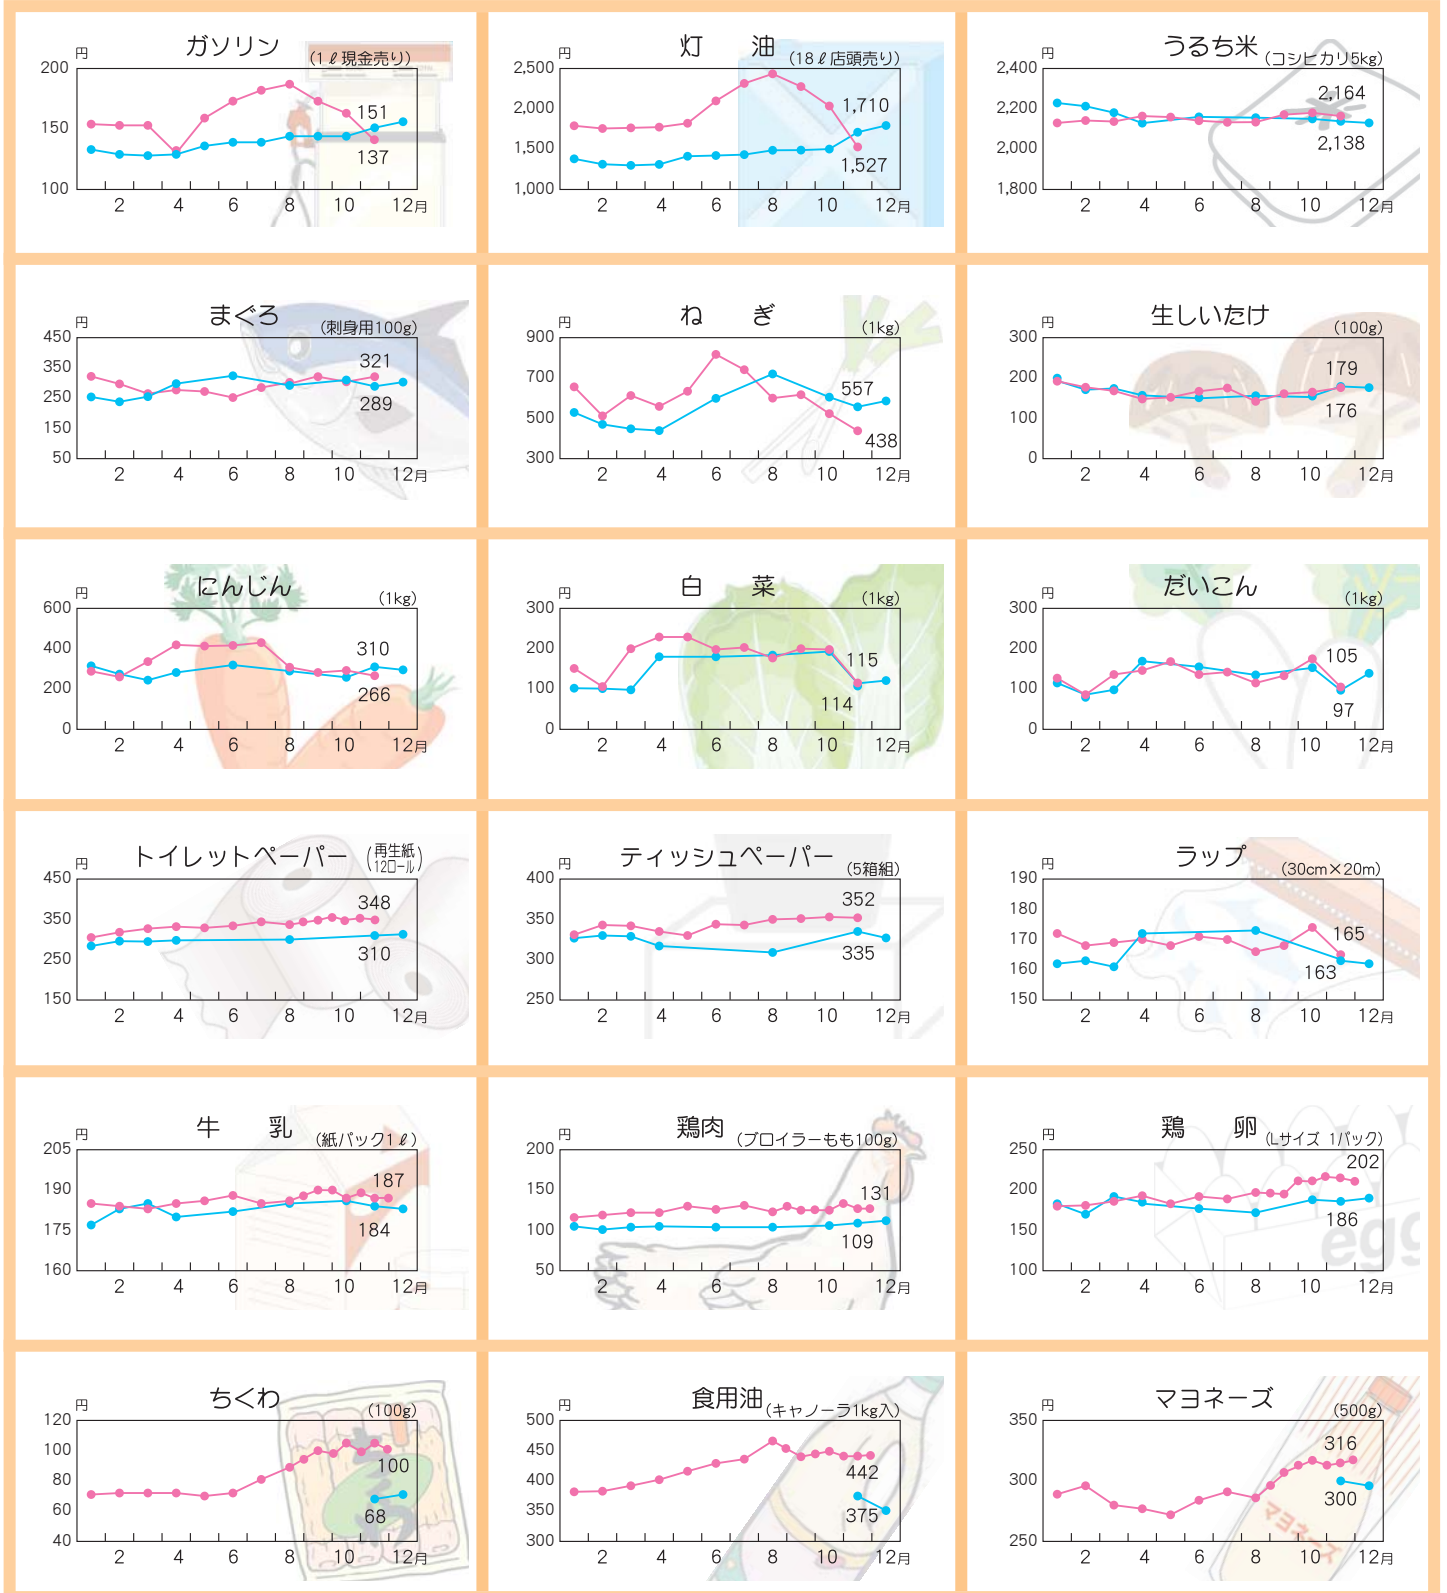 ガソリン
円
(1ℓ現金売り)
200
150
100
151
137
2 4 6 8 10 12月
灯 油
円
(18ℓ店頭売り)
2,500
2,000
1,500
1,000
1,710
1,527
2 4 6 8 10 12月
うるち米
円
(コシヒカリ5kg)
2,400
2,200
2,000
1,800
2,164
2,138
米
2 4 6 8 10 12月
まぐろ
円
(刺身用100g)
450
350
250
150
50
321
289
2 4 6 8 10 12月
ねぎ
円
(1kg)
900
700
500
300
557
438
2 4 6 8 10 12月
生しいたけ
円
(100g)
300
200
100
0
179
176
2 4 6 8 10 12月
にんじん
円
(1kg)
600
400
200
0
310
266
2 4 6 8 10 12月
白 菜
円
(1kg)
300
200
100
0
115
114
2 4 6 8 10 12月
だいこん
円
(1kg)
300
200
100
0
105
97
2 4 6 8 10 12月
トイレットペーパー
(再生紙
12ロール)
円
450
350
250
150
348
310
2 4 6 8 10 12月
ティッシュペーパー
円
(5箱組)
400
350
300
250
352
335
2 4 6 8 10 12月
ラップ
円
(30cm×20m)
190
180
170
160
150
165
163
2 4 6 8 10 12月
牛 乳
円
(紙パック1ℓ)
205
190
175
160
187
184
2 4 6 8 10 12月
鶏肉
円
(ブロイラーもも100g)
200
150
100
50
131
109
2 4 6 8 10 12月
鶏 卵
円
(Lサイズ 1パック)
250
200
150
100
202
186
egg
2 4 6 8 10 12月
ちくわ
円
(100g)
120
100
80
60
40
100
68
ちくわ
2 4 6 8 10 12月
食用油
円
(キャノーラ1kg入)
500
450
400
350
300
442
375
2 4 6 8 10 12月
マヨネーズ
円
(500g)
350
300
250
316
300
マヨネーズ
2 4 6 8 10 12月